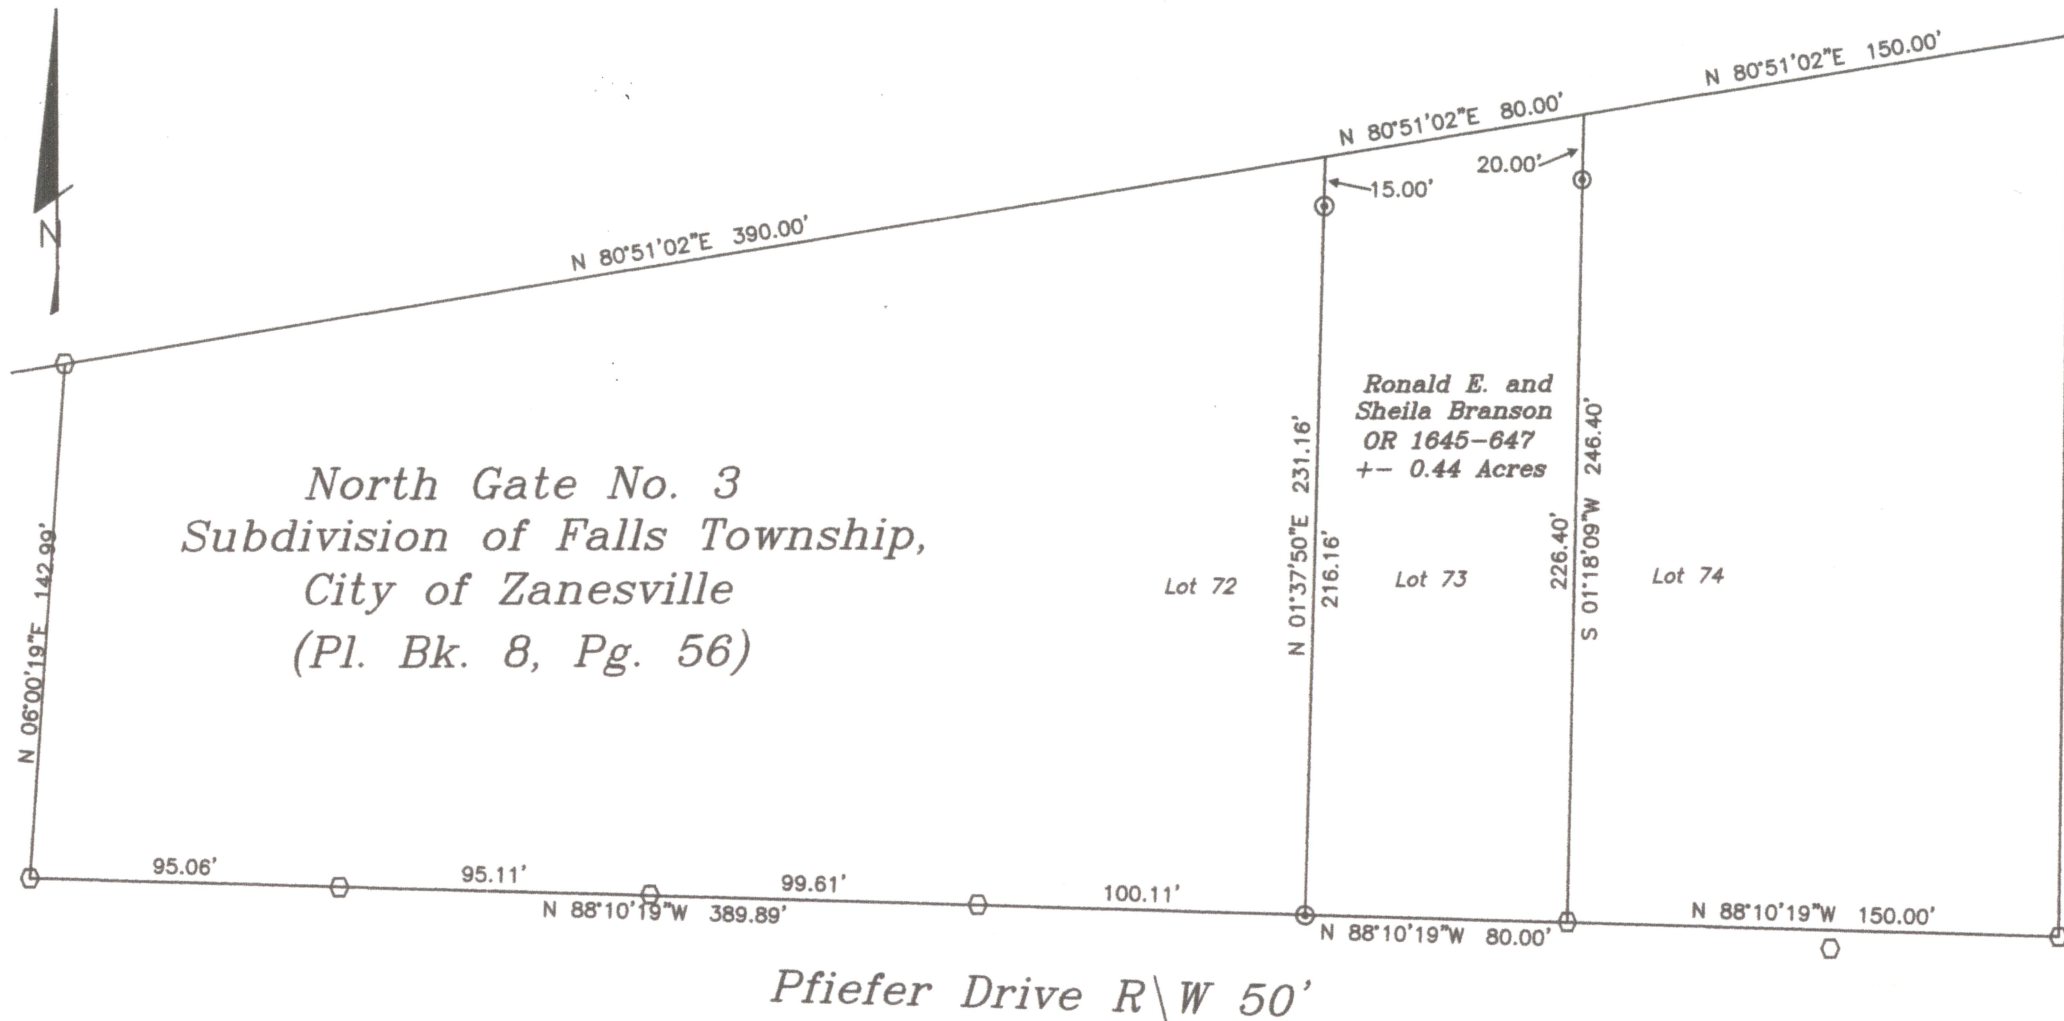 N 80°51'02"E 150.00'
N 80°51'02"E 80.00'
20.00'
15.00'
N
N 80°51'02"E 390.00'
Ronald E. and
Sheila Branson
OR 1645-647
+- 0.44 Acres
North Gate No. 3
Subdivision of Falls Township,
City of Zanesville
(Pl. Bk. 8, Pg. 56)
N 06°00'19"E 142.99'
Lot 72
N 01°37'50"E 231.16'
216.16'
Lot 73
226.40'
S 01°18'09"W 246.40'
Lot 74
95.06'
95.11'
99.61'
100.11'
N 88°10'19"W 389.89'
N 88°10'19"W 80.00'
N 88°10'19"W 150.00'
Pfiefer Drive R\W 50'